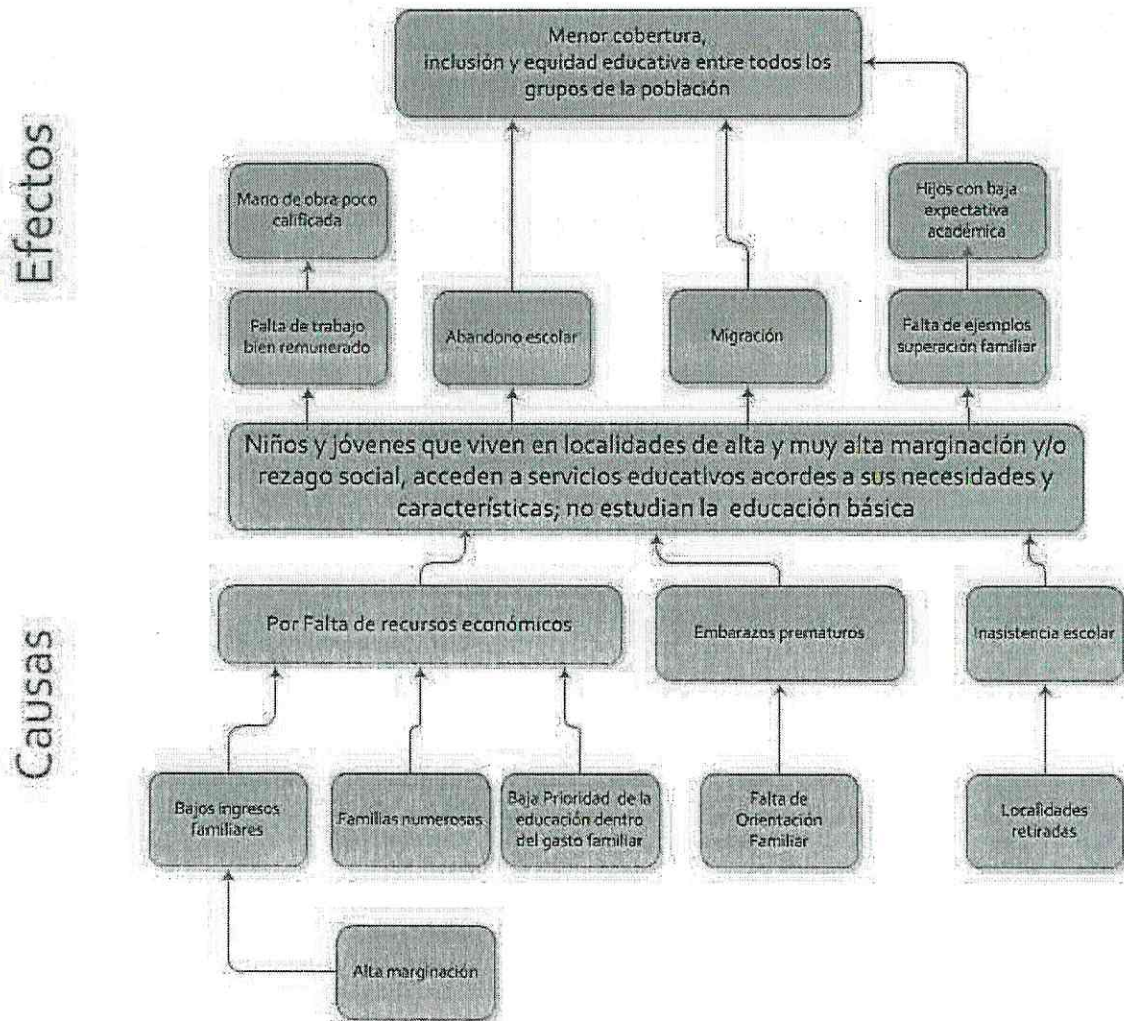 Efectos
Menor cobertura,
inclusión y equidad educativa entre todos los
grupos de la población
Mano de obra poco
calificada
Hijos con baja
expectativa
académica
Falta de trabajo
bien remunerado
Abandono escolar
Migración
Falta de ejemplos
superación familiar
Niños y jóvenes que viven en localidades de alta y muy alta marginación y/o
rezago social, acceden a servicios educativos acordes a sus necesidades y
características; no estudian la educación básica
Causas
Por Falta de recursos económicos
Embarazos prematuros
Inasistencia escolar
Bajos ingresos
familiares
Familias numerosas
Baja Prioridad de la
educación dentro
del gasto familiar
Falta de
Orientación
Familiar
Localidades
retiradas
Alta marginación